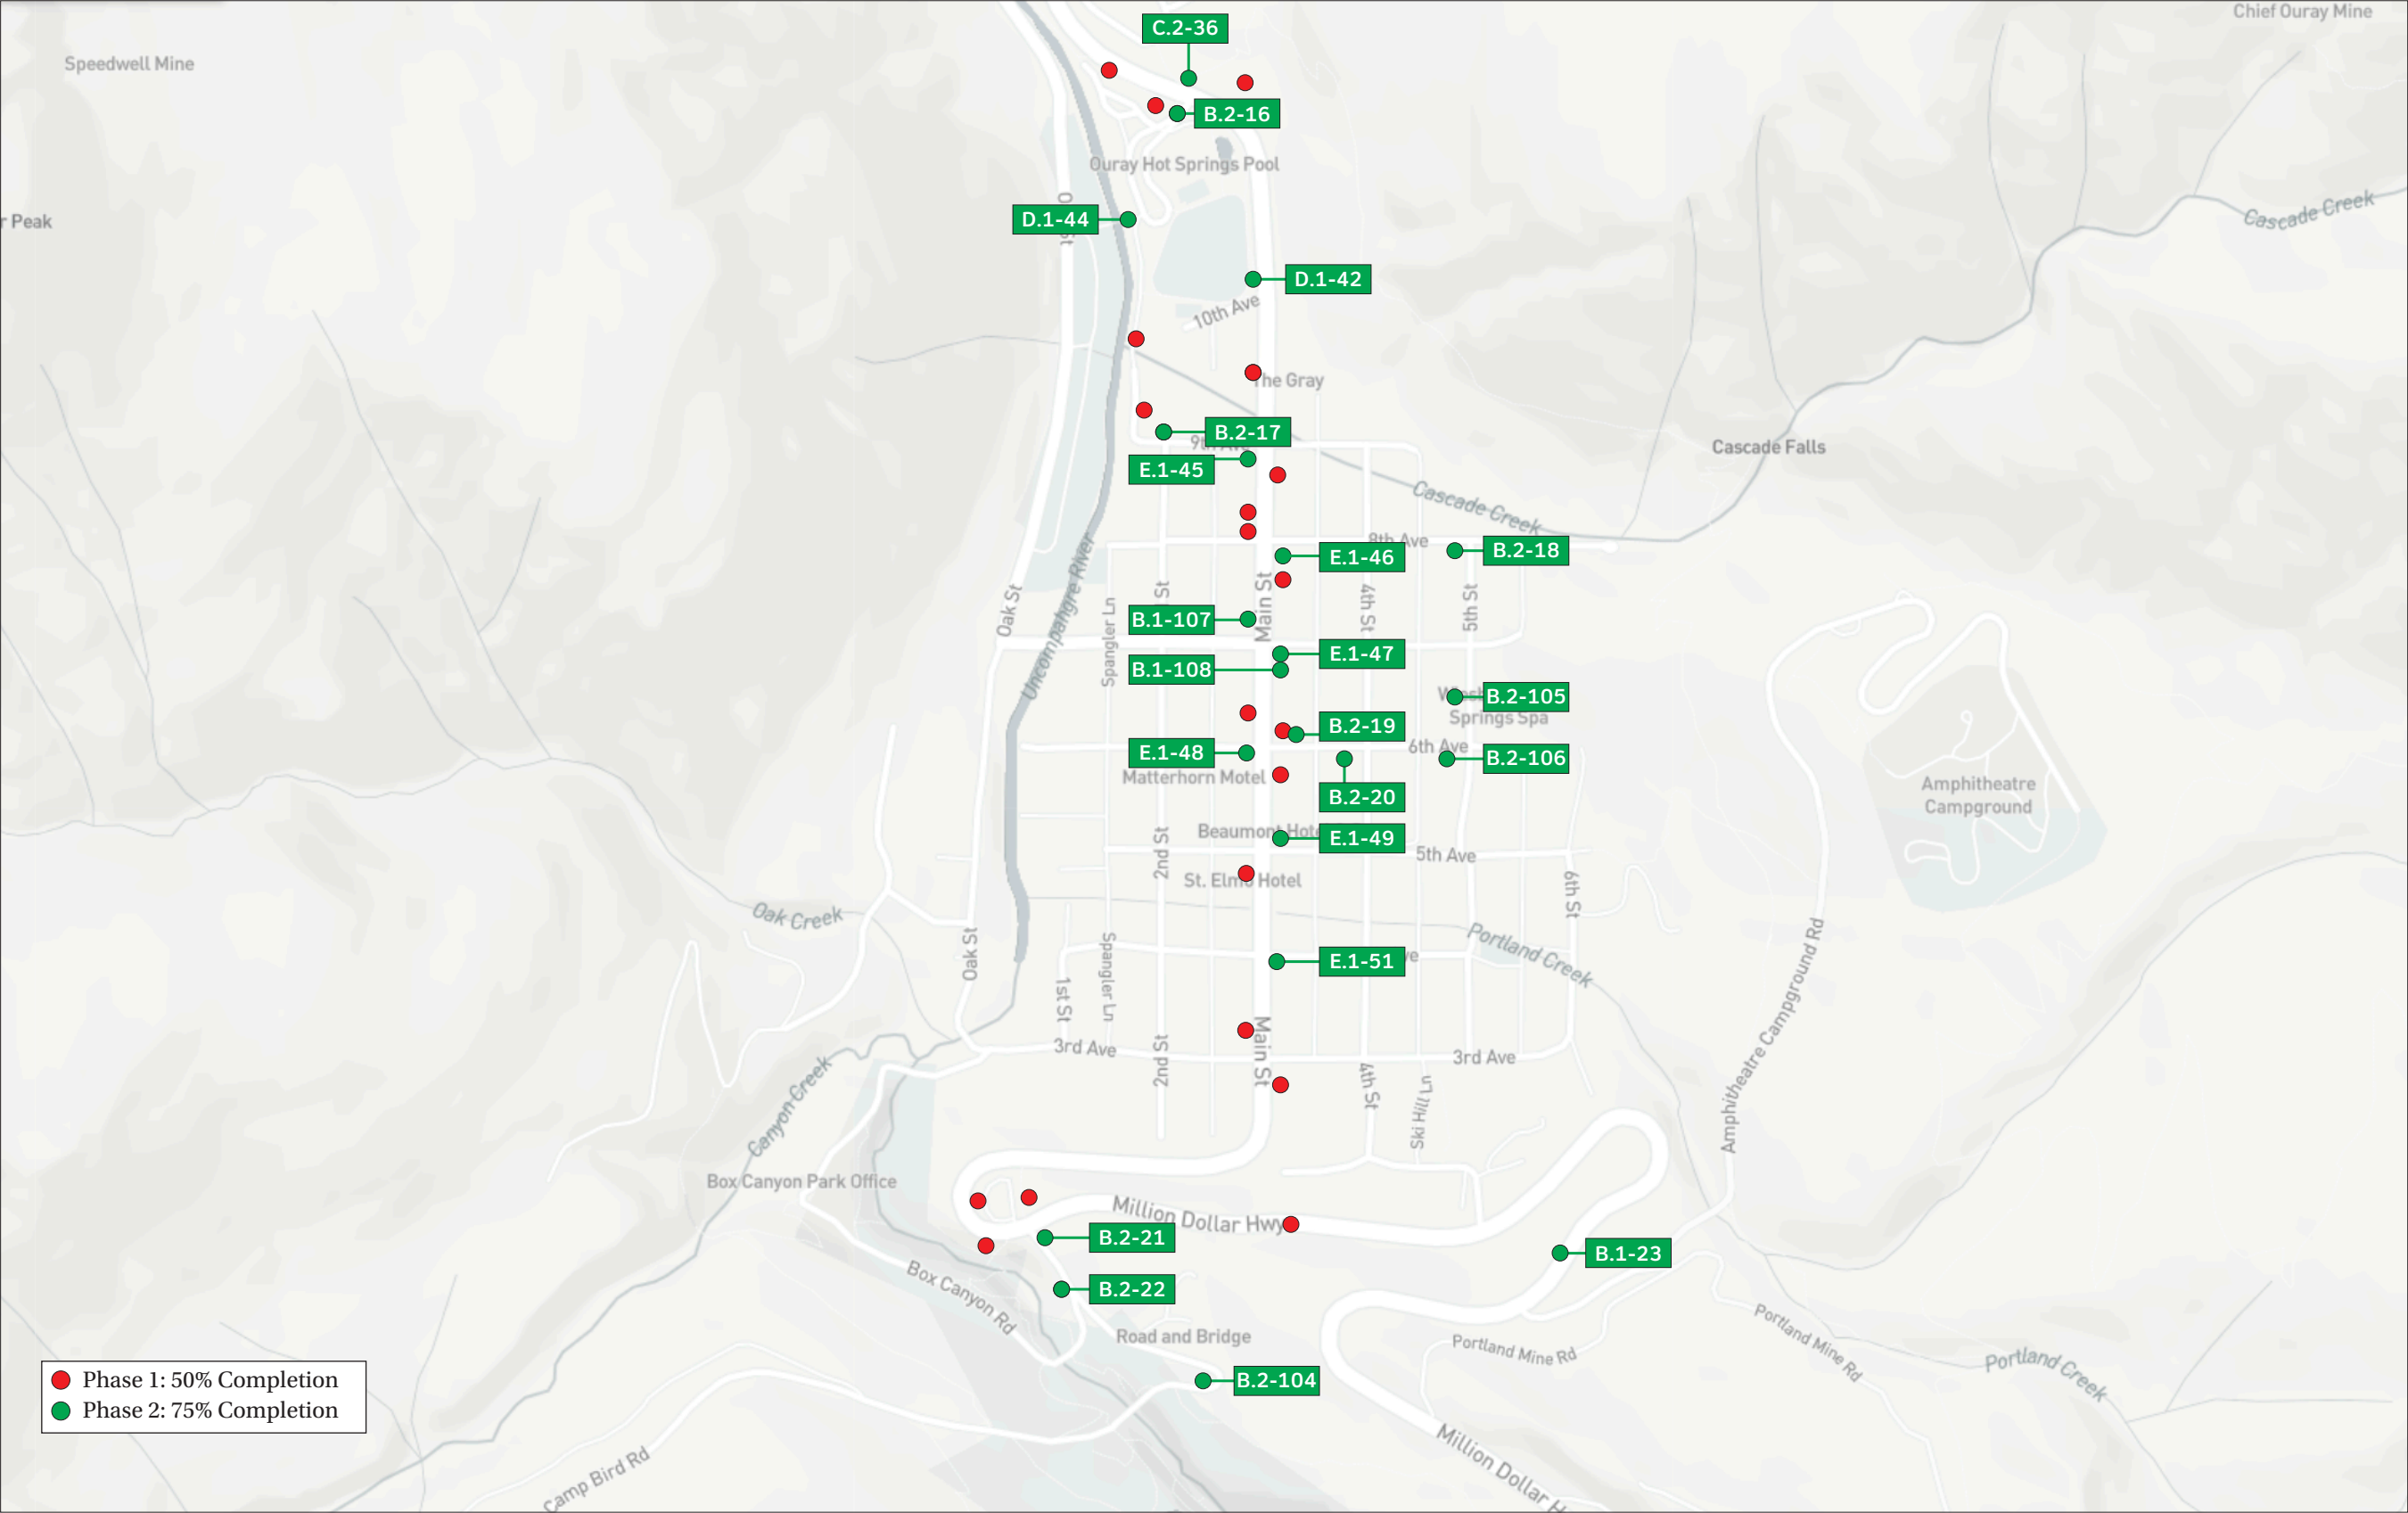 C.2-36
Chief Ouray Mine
Speedwell Mine
B.2-16
Ouray Hot Springs Pool
r Peak
D.1-44
Cascade Creek
D.1-42
10th Ave
The Gray
B.2-17
Cascade Falls
E.1-45
Cascade Creek
8th Ave
E.1-46
B.2-18
Oak St
Uncompahgre River
Spangler Ln
St
Main St
4th St
5th St
B.1-107
E.1-47
B.1-108
B.2-105
Springs Spa
B.2-19
E.1-48
6th Ave
B.2-106
Matterhorn Motel
B.2-20
Amphitheatre
Campground
Beaumont Hot
E.1-49
2nd St
5th Ave
St. Elmo Hotel
6th St
Oak Creek
Oak St
Spangler Ln
1st St
E.1-51
ve
Portland Creek
Amphitheatre Campground Rd
Main St
3rd Ave
2nd St
3rd Ave
4th St
Ski Hill Ln
Canyon Creek
Box Canyon Park Office
Million Dollar Hwy
B.2-21
B.1-23
Box Canyon Rd
B.2-22
Road and Bridge
Portland Mine Rd
Portland Mine Rd
Portland Creek
B.2-104
Phase 1: 50% Completion
Phase 2: 75% Completion
Camp Bird Rd
Million Dollar H